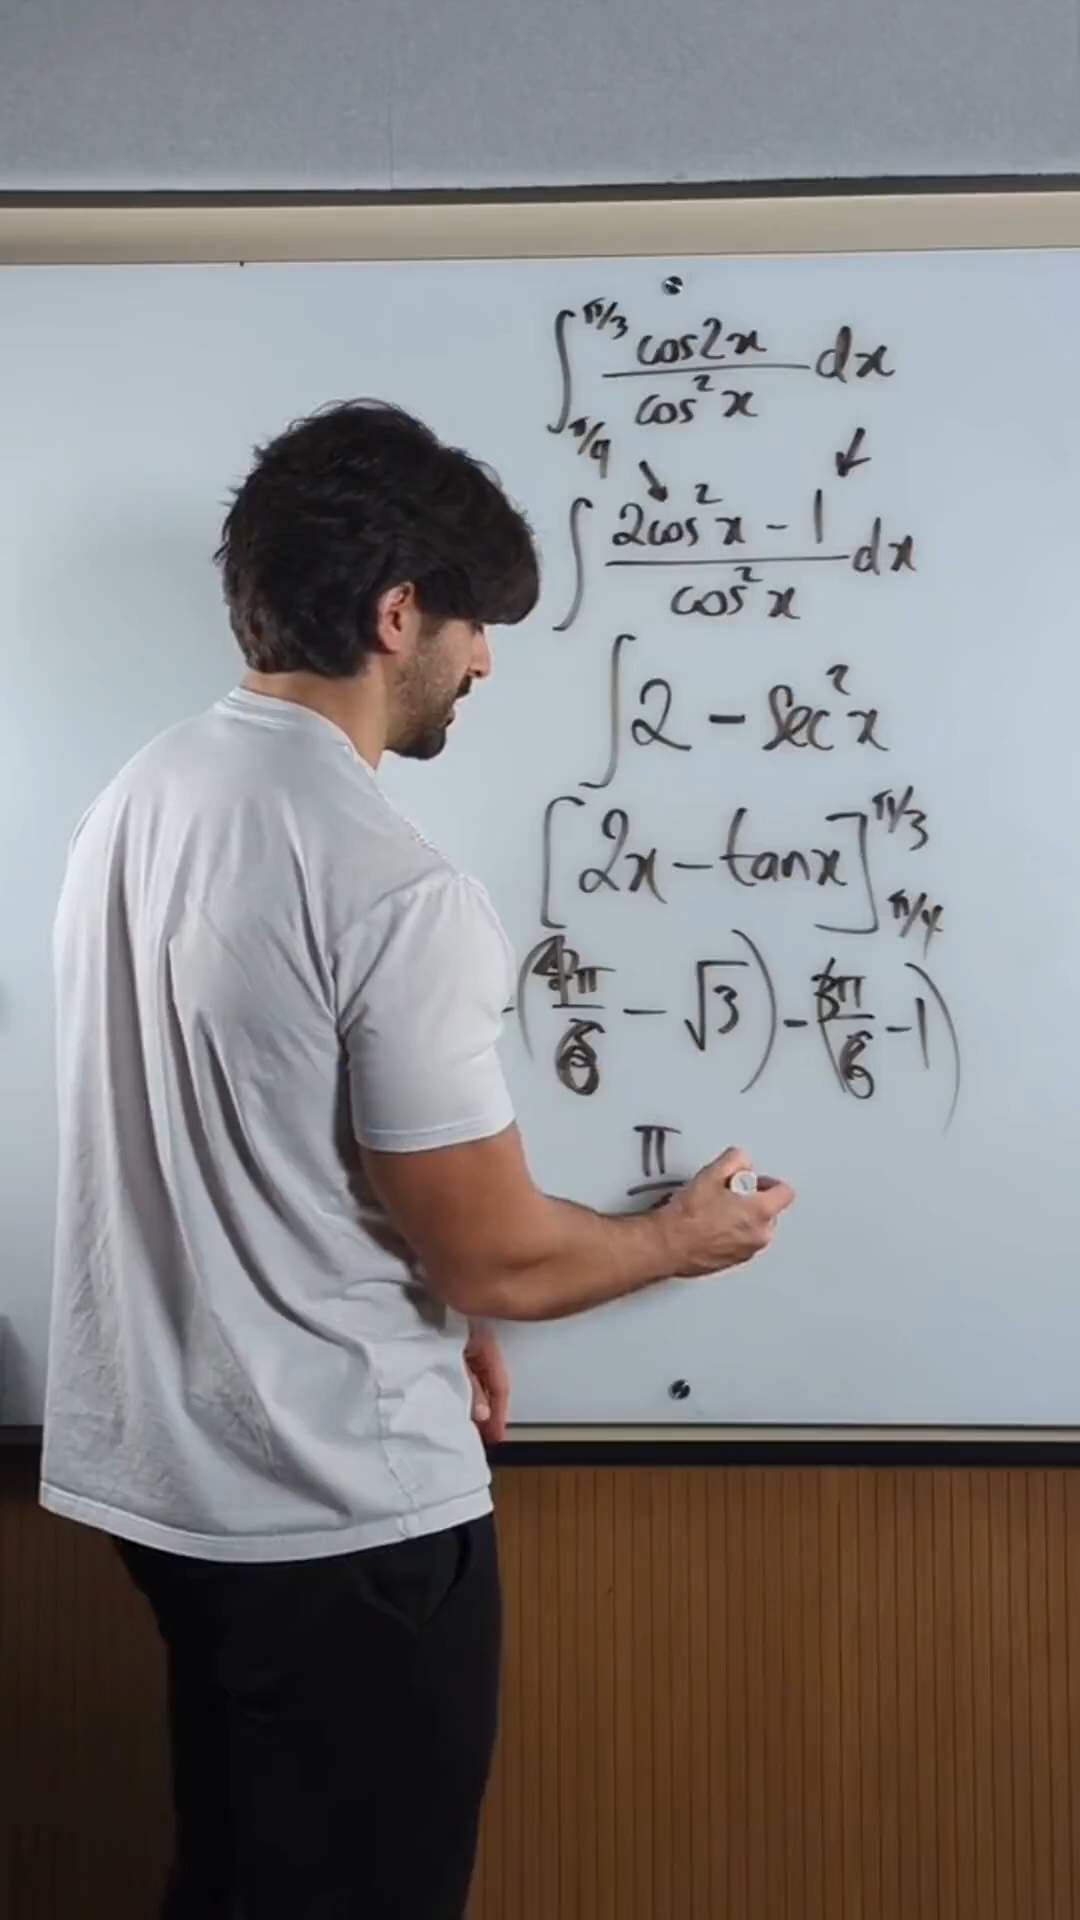 ∫_{π/4}^{π/3} cos2x / cos²x dx
∫ 2cos²x - 1 / cos²x dx
∫ 2 - sec²x
[2x - tanx]_{π/4}^{π/3}
(4π/6 - √3) - (3π/6 - 1)
π